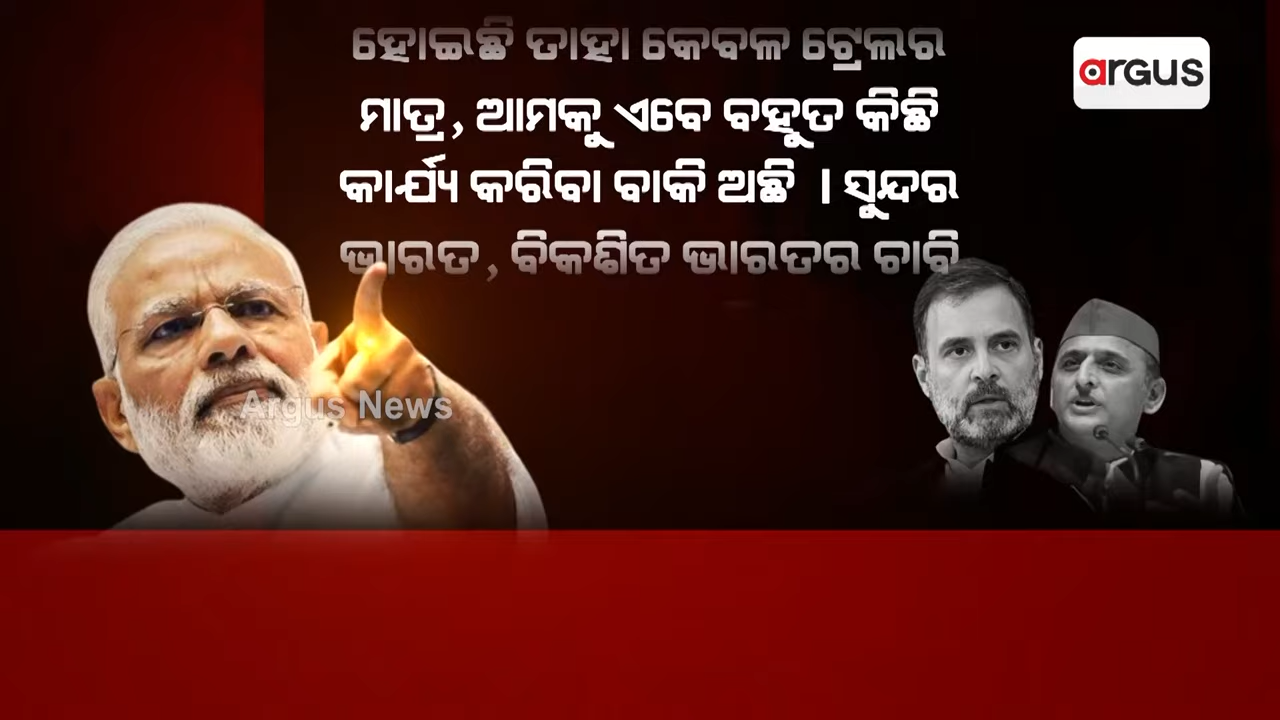 ହୋଇଛି ତାହା କେବଳ ଟ୍ରେଲର
ମାତ୍ର, ଆମକୁ ଏବେ ବହୁତ କିଛି
କାର୍ଯ୍ୟ କରିବା ବାକି ଅଛି । ସୁନ୍ଦର
ଭାରତ, ବିକଶିତ ଭାରତର ଚାବି
argus
Argus News